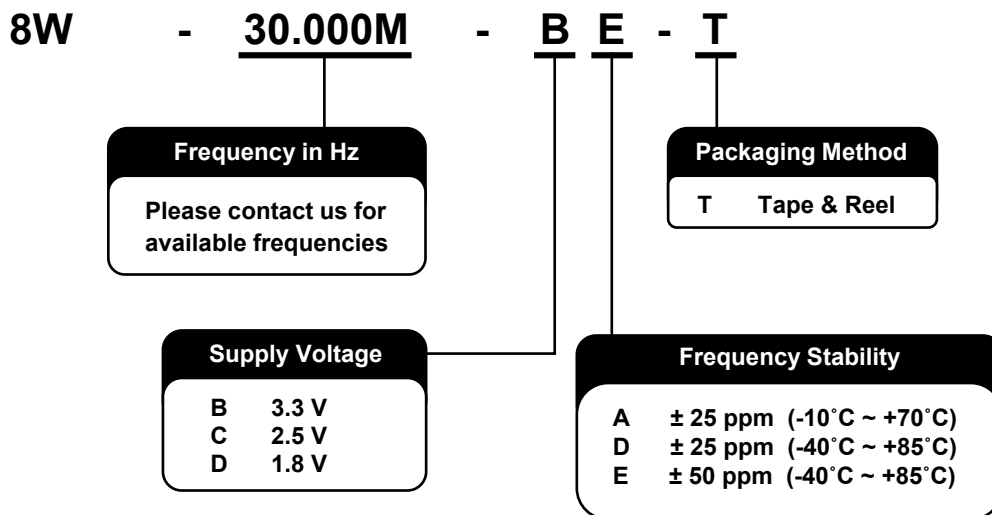 8W - 30.000M - B E - T
Frequency in Hz
Please contact us for
available frequencies
Packaging Method
T Tape & Reel
Supply Voltage
B 3.3 V
C 2.5 V
D 1.8 V
Frequency Stability
A ± 25 ppm (-10˚C ~ +70˚C)
D ± 25 ppm (-40˚C ~ +85˚C)
E ± 50 ppm (-40˚C ~ +85˚C)